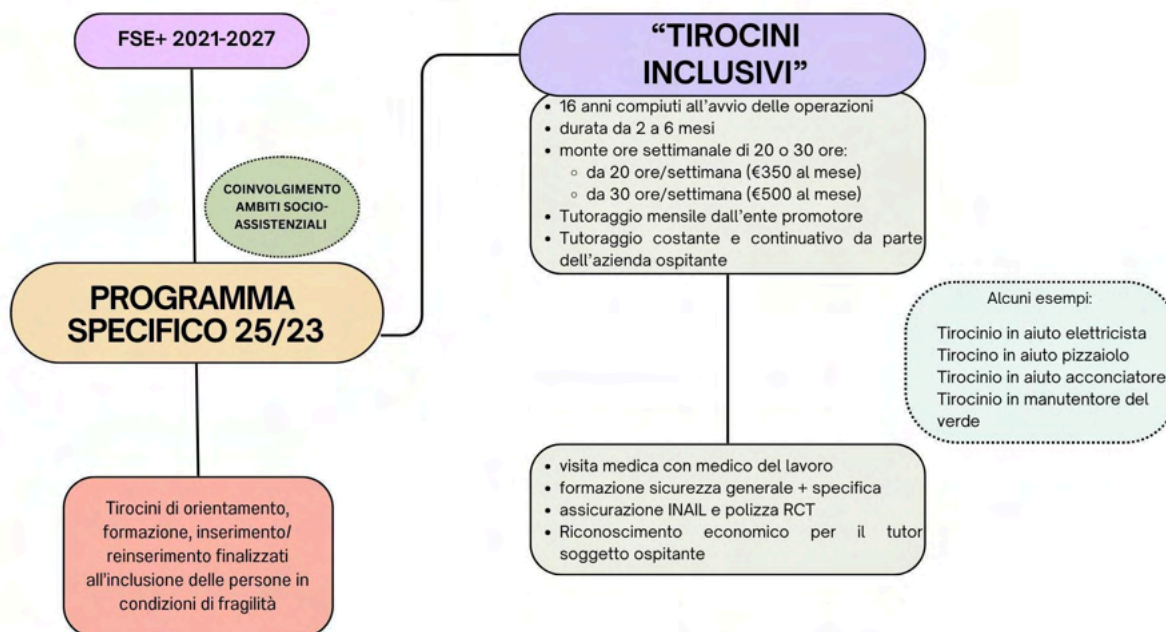 FSE+ 2021-2027
COINVOLGIMENTO
AMBITI SOCIO-
ASSISTENZIALI
PROGRAMMA
SPECIFICO 25/23
Tirocini di orientamento,
formazione, inserimento/
reinserimento finalizzati
all'inclusione delle persone in
condizioni di fragilità
“TIROCINI
INCLUSIVI”
• 16 anni compiuti all’avvio delle operazioni
• durata da 2 a 6 mesi
• monte ore settimanale di 20 o 30 ore:
◦ da 20 ore/settimana (€350 al mese)
◦ da 30 ore/settimana (€500 al mese)
• Tutoraggio mensile dall’ente promotore
• Tutoraggio costante e continuativo da parte
dell’azienda ospitante
• visita medica con medico del lavoro
• formazione sicurezza generale + specifica
• assicurazione INAIL e polizza RCT
• Riconoscimento economico per il tutor
soggetto ospitante
Alcuni esempi:
Tirocinio in aiuto elettricista
Tirocino in aiuto pizzaiolo
Tirocinio in aiuto acconciatore
Tirocinio in manutentore del
verde